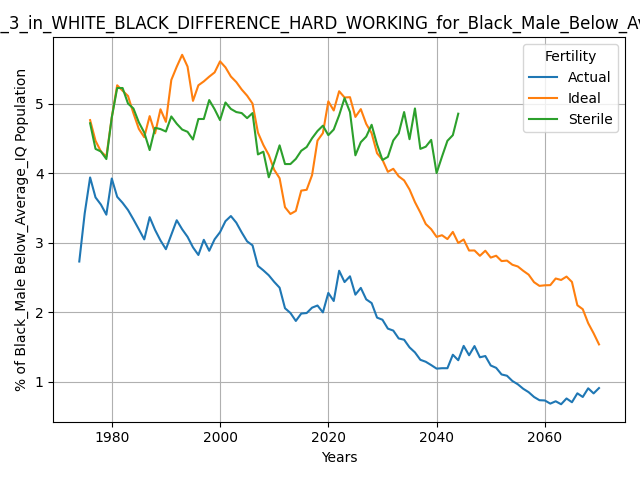 _3_in_WHITE_BLACK_DIFFERENCE_HARD_WORKING_for_Black_Male_Below_Av
Fertility
Actual
Ideal
Sterile
% of Black_Male Below_Average_IQ Population
5
4
3
2
1
1980 2000 2020 2040 2060
Years